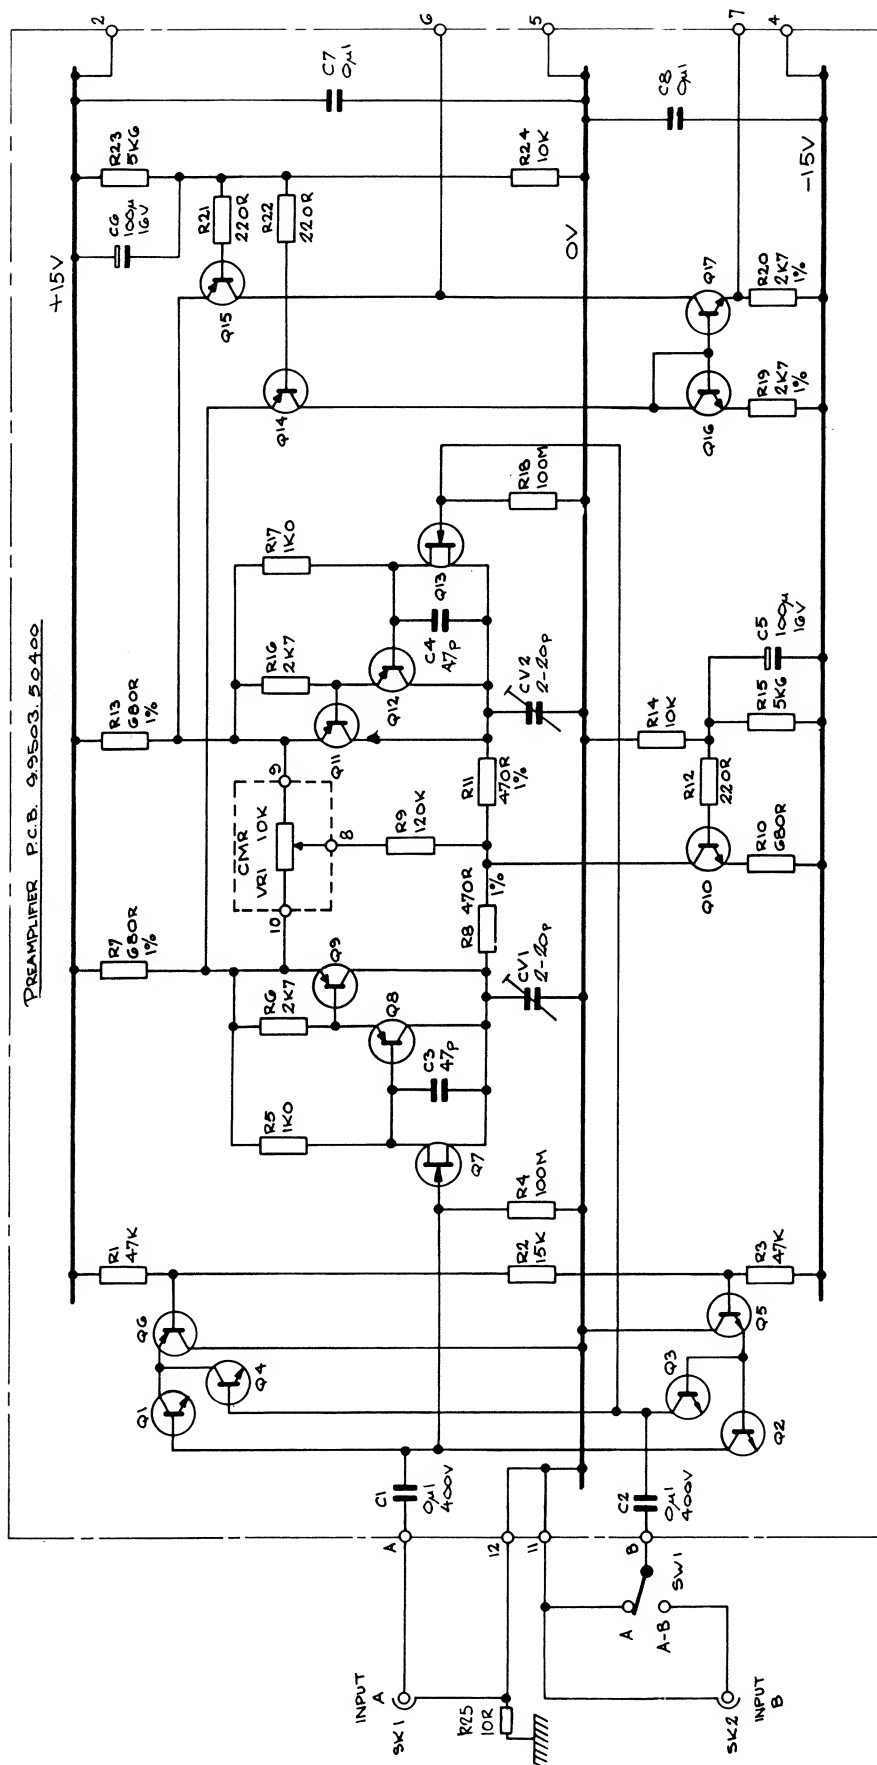 PREAMPLIFIER P.C.B. Q.9503.50400
+15V
0V
-15V
2
6
5
7
4
C7
0µ1
C8
0µ1
R23
5K6
C6
100µ
16V
R21
220R
R22
220R
R24
10K
Q15
Q14
Q17
Q16
R20
2K7
1%
R19
2K7
1%
R13
680R
1%
R16
2K7
R17
1K0
Q11
Q12
Q13
C4
47P
R18
100M
CV2
2-20P
R11
470R
1%
R14
10K
R12
220R
R15
5K6
C5
100µ
16V
Q10
R10
680R
CMR
VR1 10K
9
8
10
R9
120K
R7
680R
1%
R8 470R
1%
CV1
2-20P
Q9
Q8
R6
2K7
C3
47P
R5
1K0
Q7
R4
100M
R1
47K
R2
15K
R3
47K
Q6
Q4
Q1
Q5
Q3
Q2
C1
0µ1
400V
C2
0µ1
400V
A
12
11
B
INPUT
A
SK1
R25
10R
SW1
A
A-B
SK2
INPUT
B